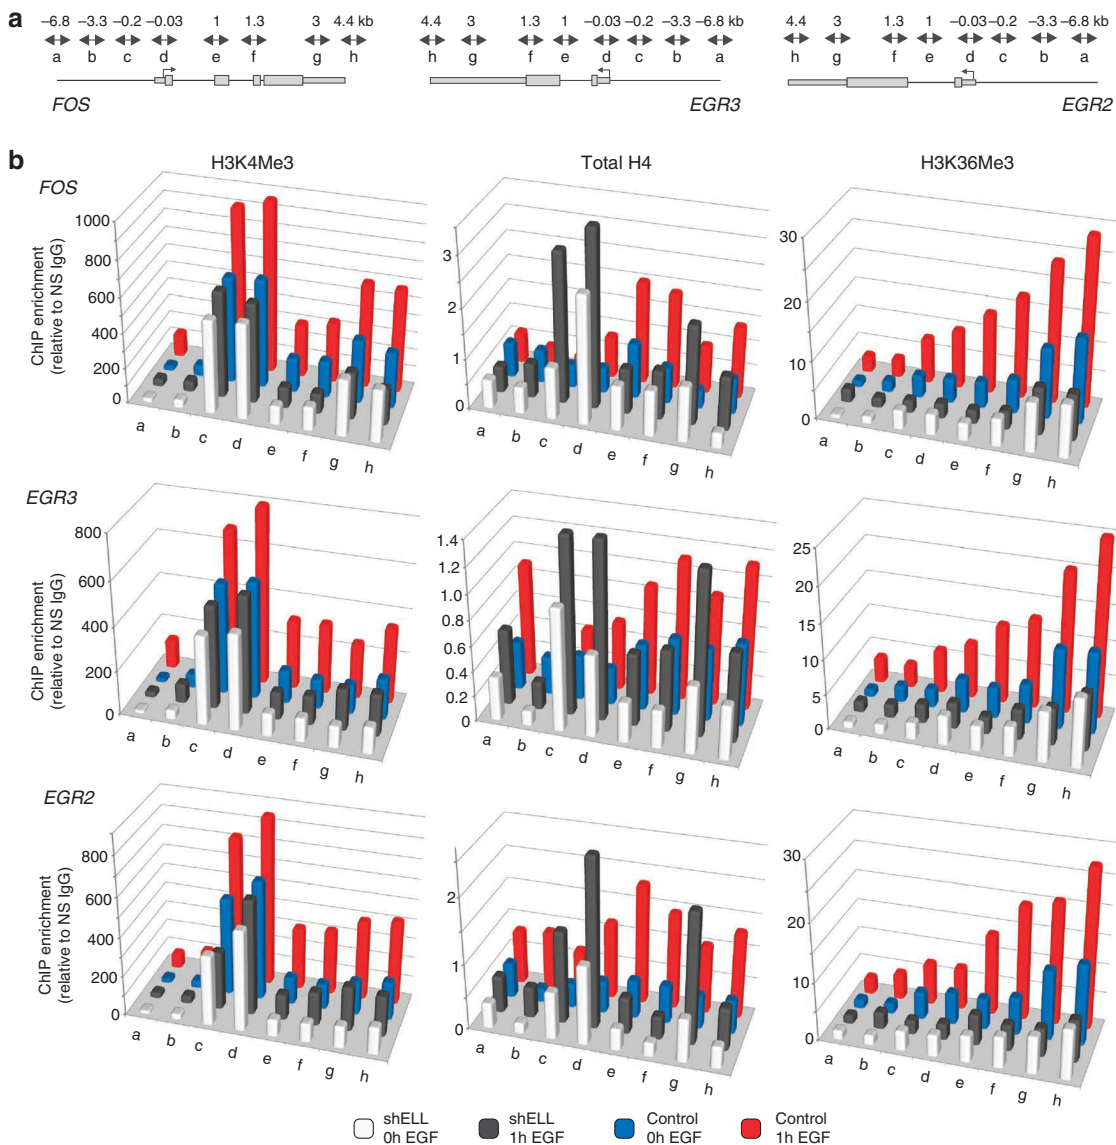 a
−6.8 −3.3 −0.2 −0.03 1 1.3 3 4.4 kb
a b c d e f g h
FOS
4.4 3 1.3 1 −0.03 −0.2 −3.3 −6.8 kb
h g f e d c b a
EGR3
4.4 3 1.3 1 −0.03 −0.2 −3.3 −6.8 kb
h g f e d c b a
EGR2
b
H3K4Me3 Total H4 H3K36Me3
FOS
ChIP enrichment
(relative to NS IgG)
1000
800
600
400
200
0
a b c d e f g h
3
2
1
0
a b c d e f g h
30
20
10
0
a b c d e f g h
EGR3
ChIP enrichment
(relative to NS IgG)
800
600
400
200
0
a b c d e f g h
1.4
1.2
1.0
0.8
0.6
0.4
0.2
0
a b c d e f g h
25
20
15
10
5
0
a b c d e f g h
EGR2
ChIP enrichment
(relative to NS IgG)
800
600
400
200
0
a b c d e f g h
2
1
0
a b c d e f g h
30
20
10
0
a b c d e f g h
shELL
0h EGF
shELL
1h EGF
Control
0h EGF
Control
1h EGF